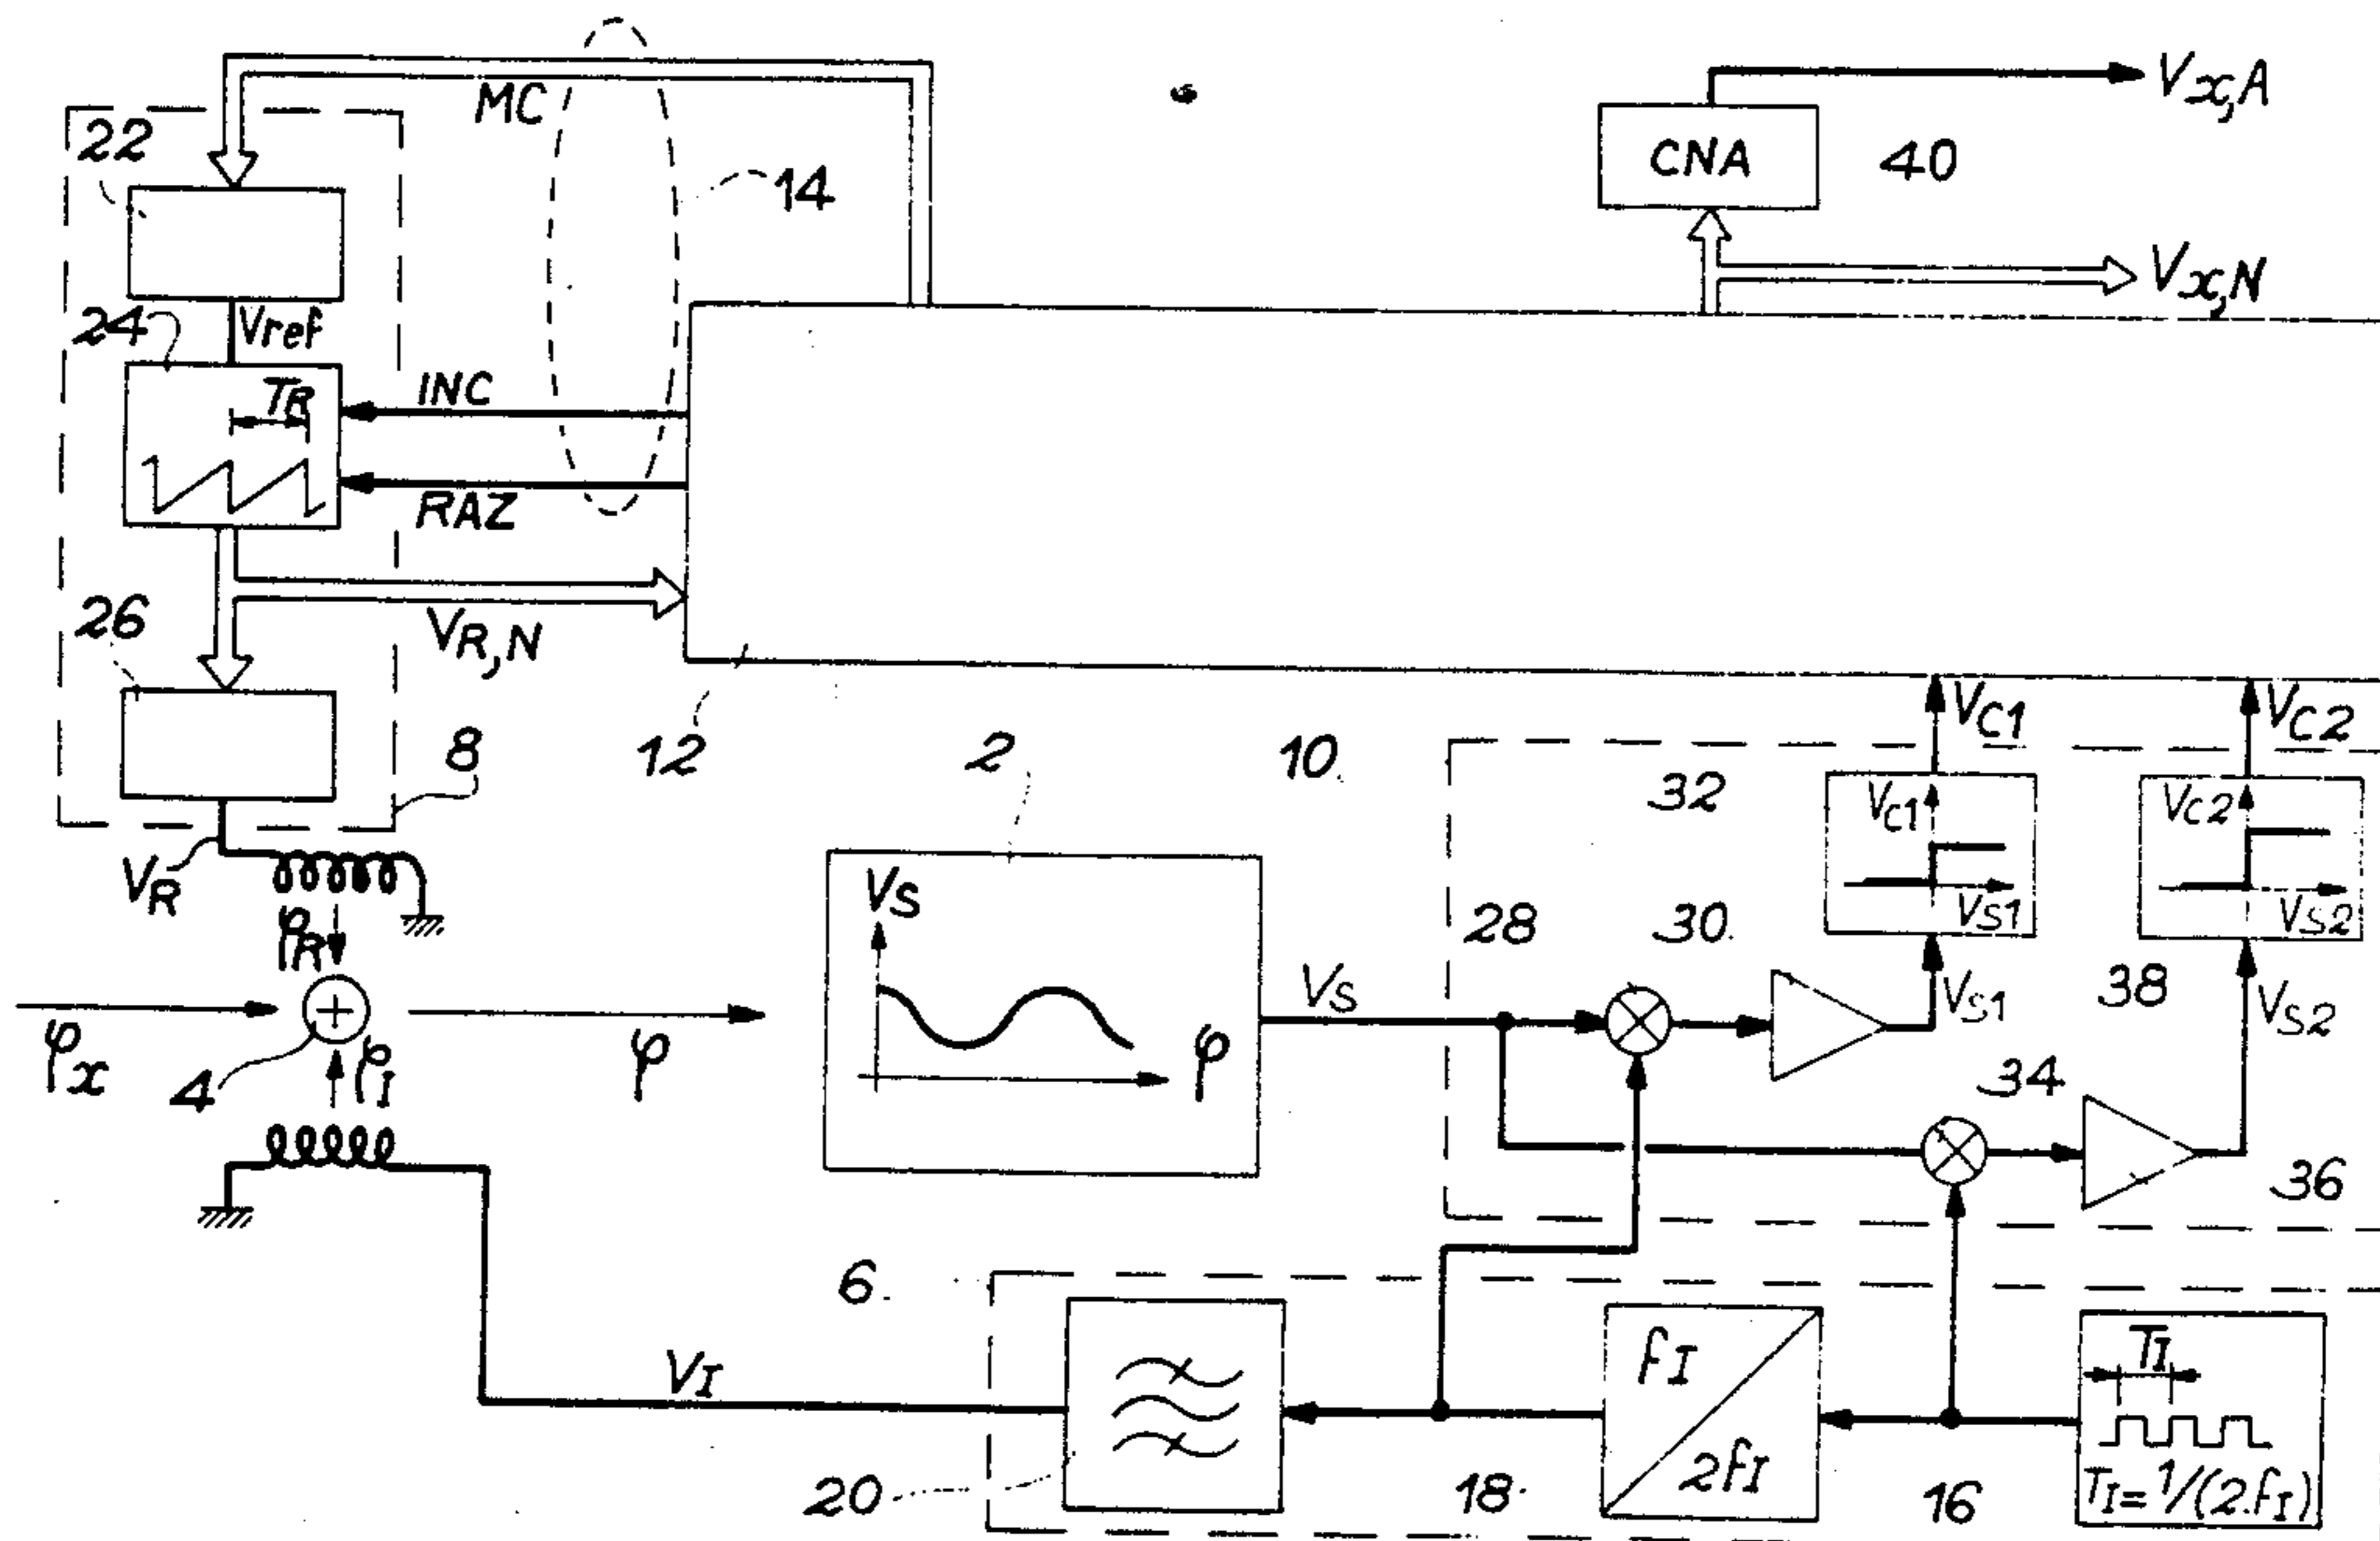 MC
Vx,A
22
CNA
40
14
Vx,N
24
Vref
TR
INC
RAZ
26
VR,N
8
12
2
10
VC1
VC2
32
VC1
VC2
VR
VS
28
30
VS1
VS2
φR
VS
38
VS1
VS2
φx
φ
φ
4
φI
34
36
6
VI
fI
TI
2fI
20
18
16
TI=1/(2.fI)